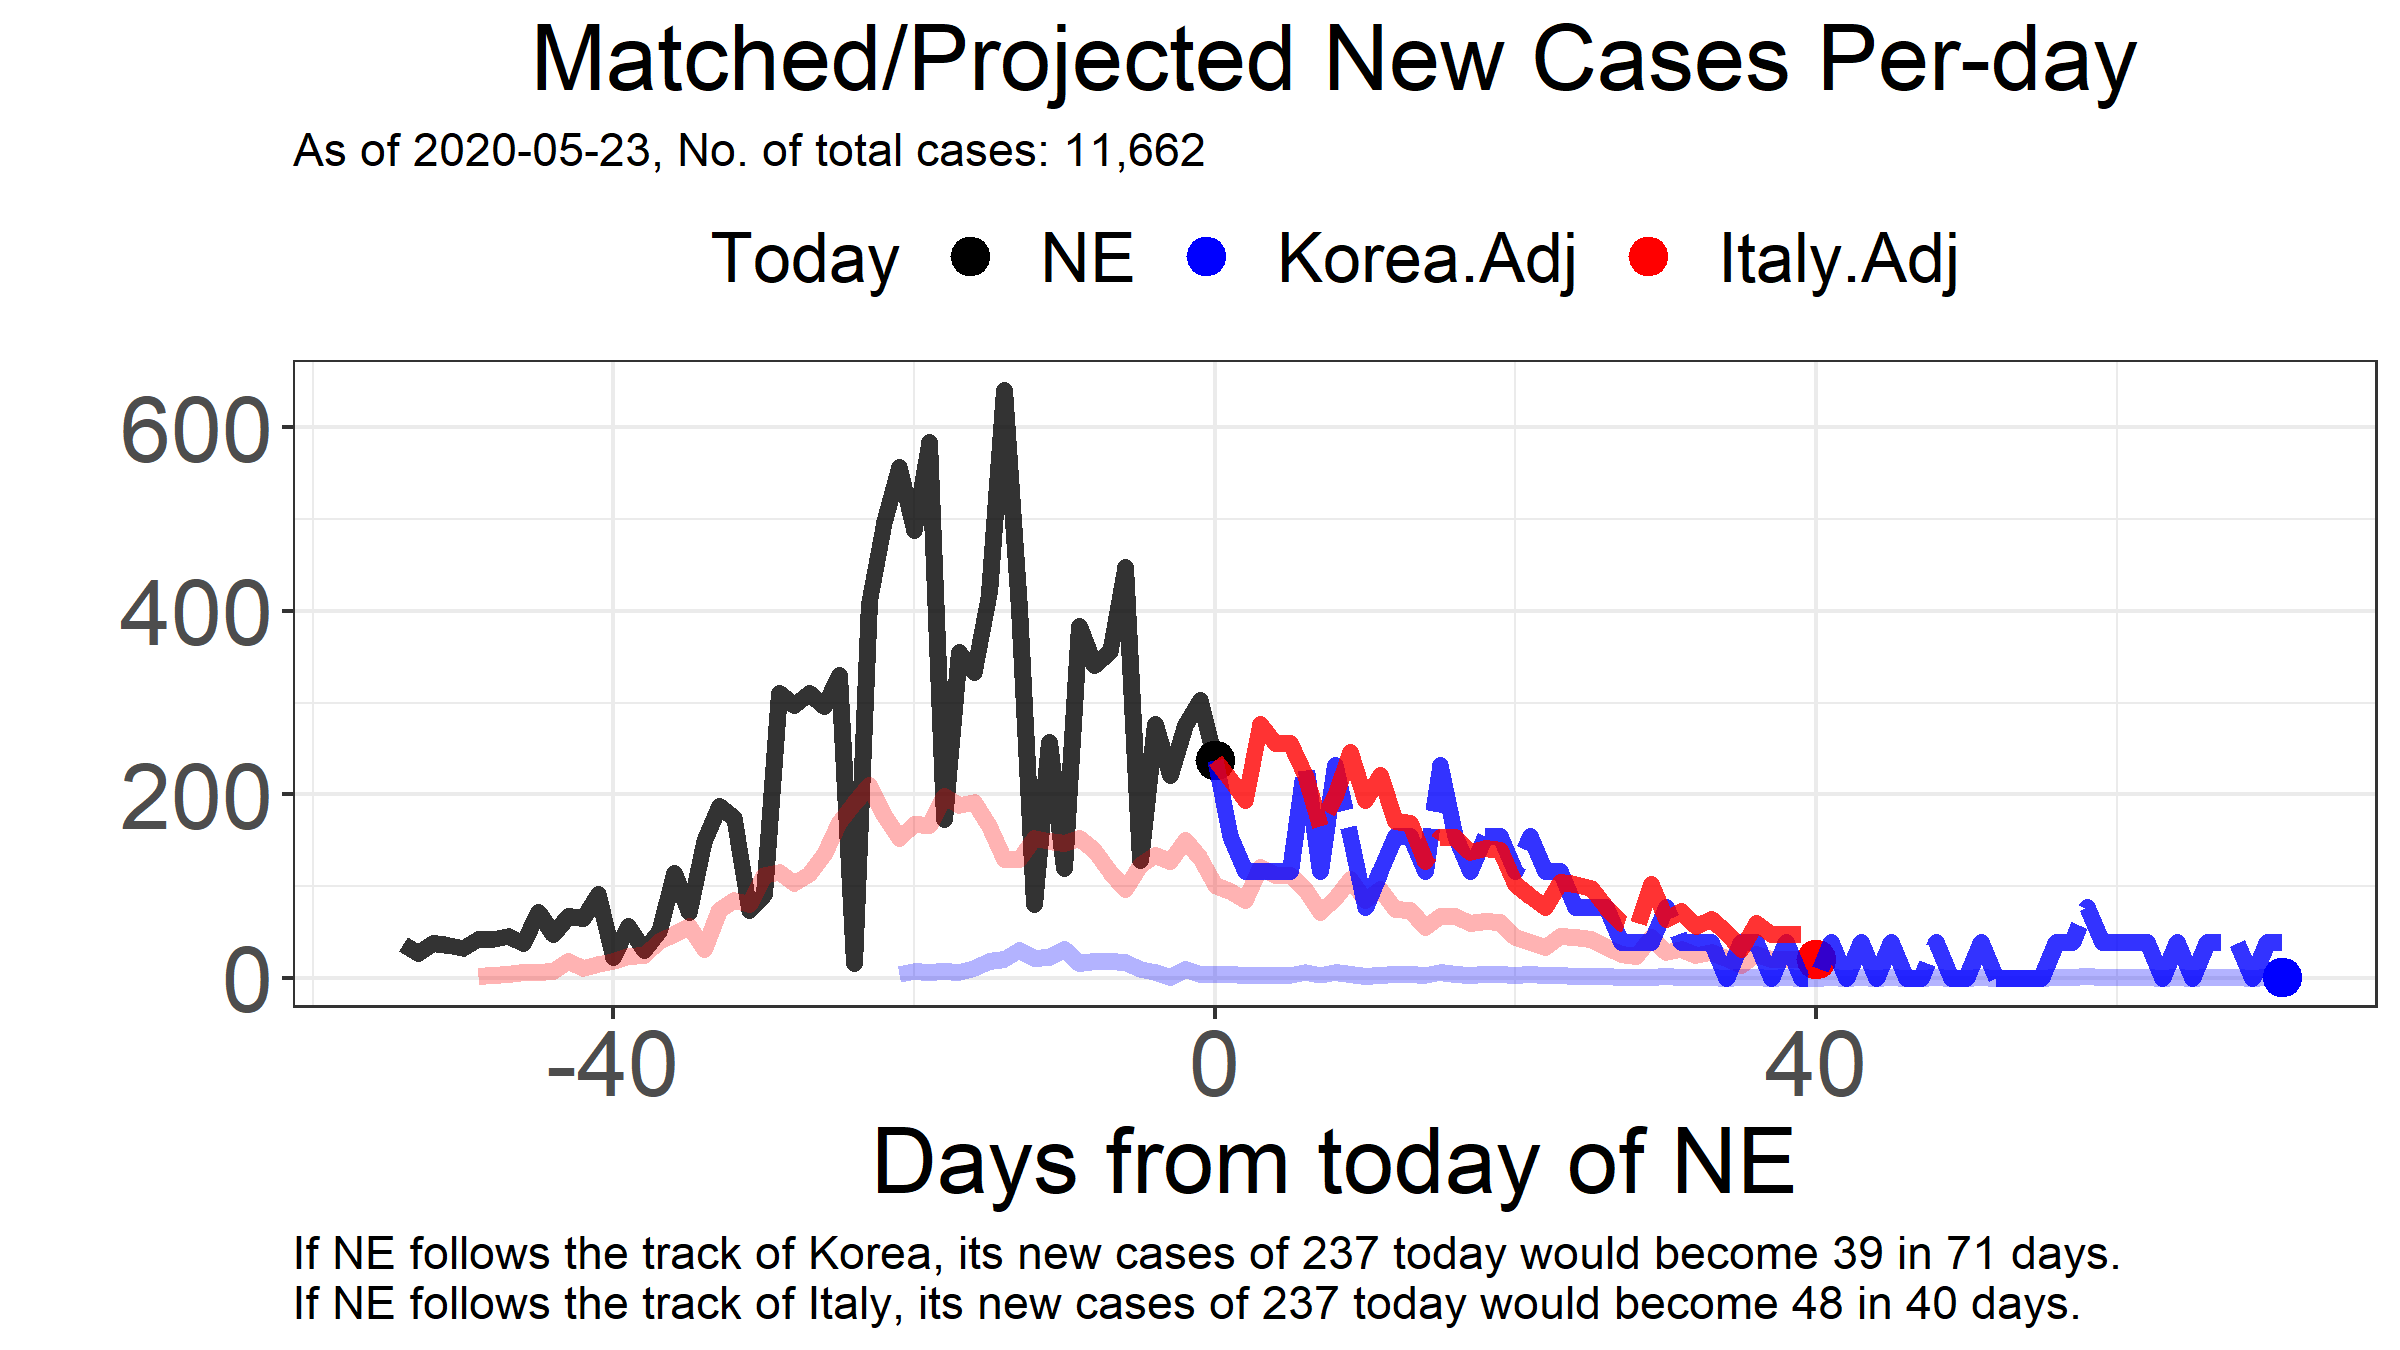 Matched/Projected New Cases Per-day
As of 2020-05-23, No. of total cases: 11,662
Today NE Korea.Adj Italy.Adj
600
400
200
0
-40 0 40
Days from today of NE
If NE follows the track of Korea, its new cases of 237 today would become 39 in 71 days.
If NE follows the track of Italy, its new cases of 237 today would become 48 in 40 days.